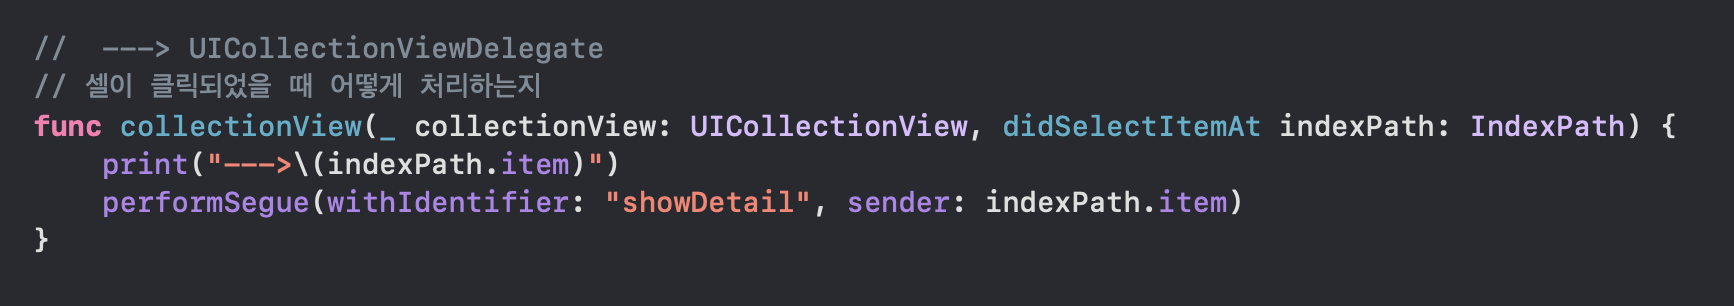 //  ---> UICollectionViewDelegate
// 셀이 클릭되었을 때 어떻게 처리하는지
func collectionView(_ collectionView: UICollectionView, didSelectItemAt indexPath: IndexPath) {
    print("--->\(indexPath.item)")
    performSegue(withIdentifier: "showDetail", sender: indexPath.item)
}